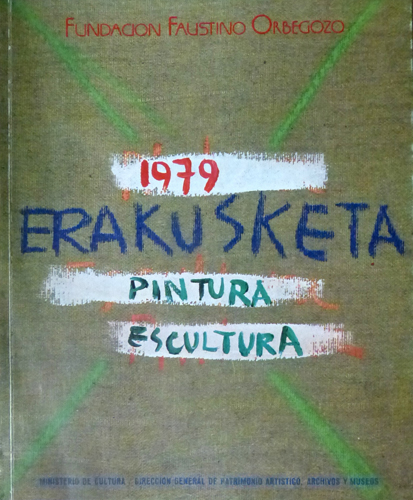 FUNDACION FAUSTINO ORBEGOZO
1979
ERAKUSKETA
PINTURA
ESCULTURA
MINISTERIO DE CULTURA. DIRECCION GENERAL DE PATRIMONIO ARTISTICO, ARCHIVOS Y MUSEOS